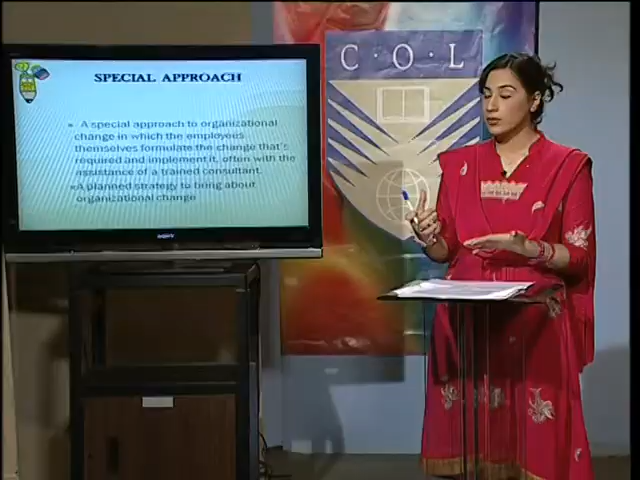 SPECIAL APPROACH
• A special approach to organizational
change in which the employees
themselves formulate the change that's
required and implement it, often with the
assistance of a trained consultant.
•A planned strategy to bring about
organizational change
SONY
C·O·L